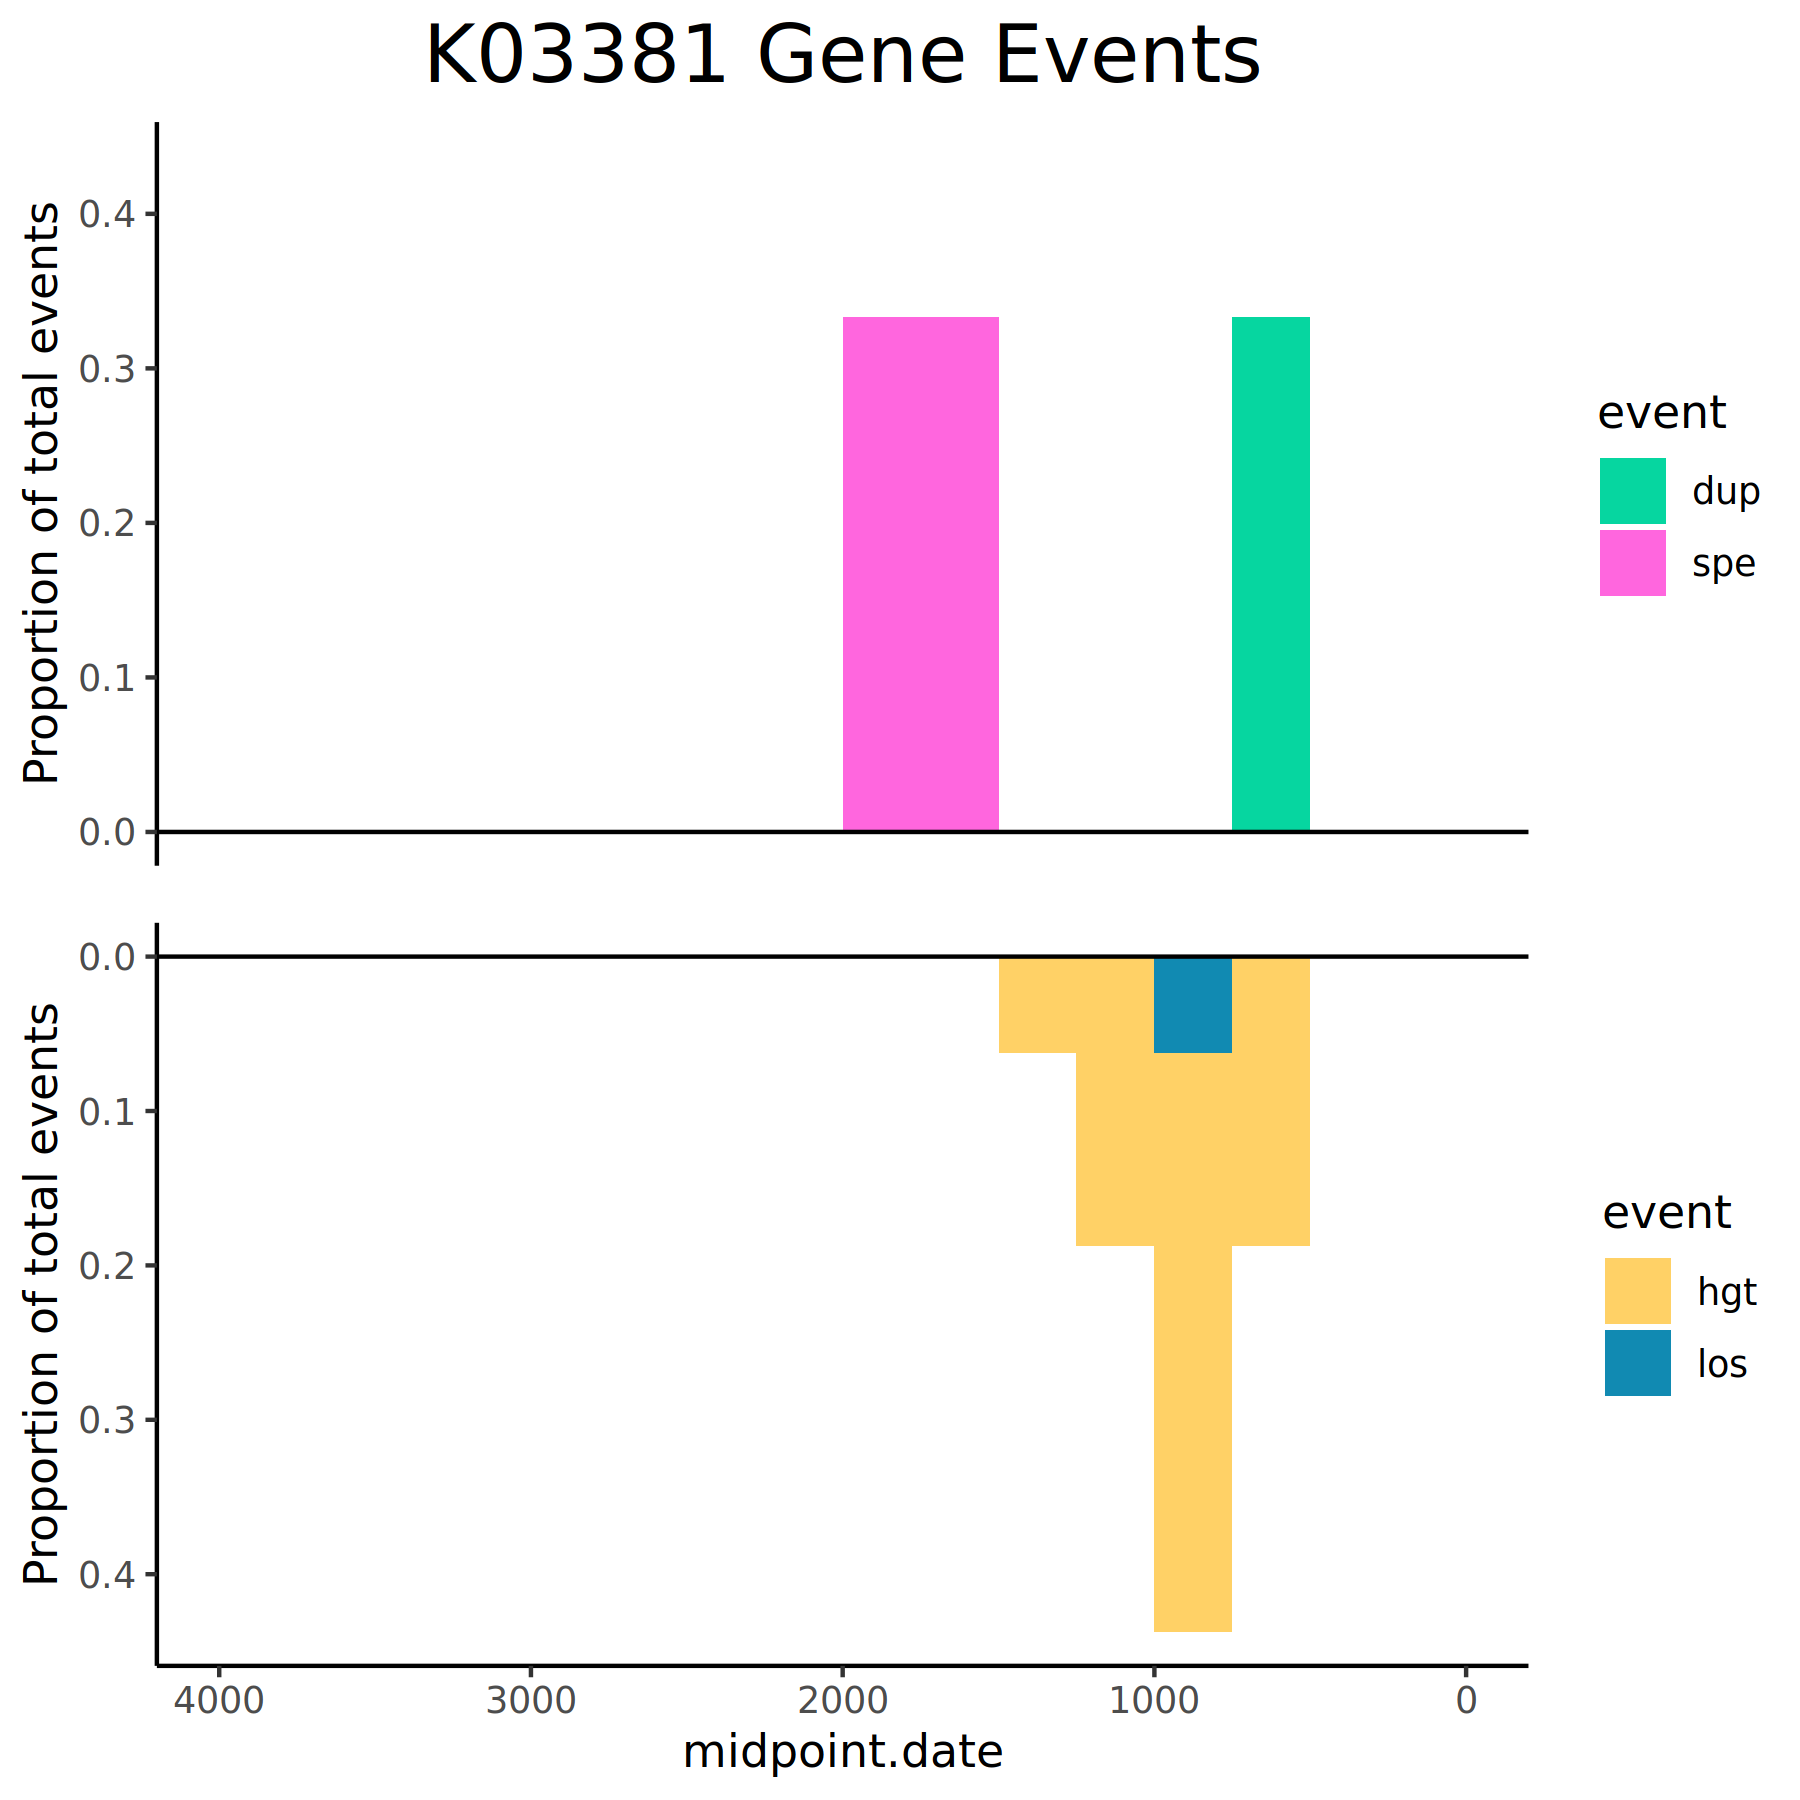 K03381 Gene Events
Proportion of total events
0.4
0.3
0.2
0.1
0.0
event
dup
spe
Proportion of total events
0.0
0.1
0.2
0.3
0.4
event
hgt
los
4000 3000 2000 1000 0
midpoint.date